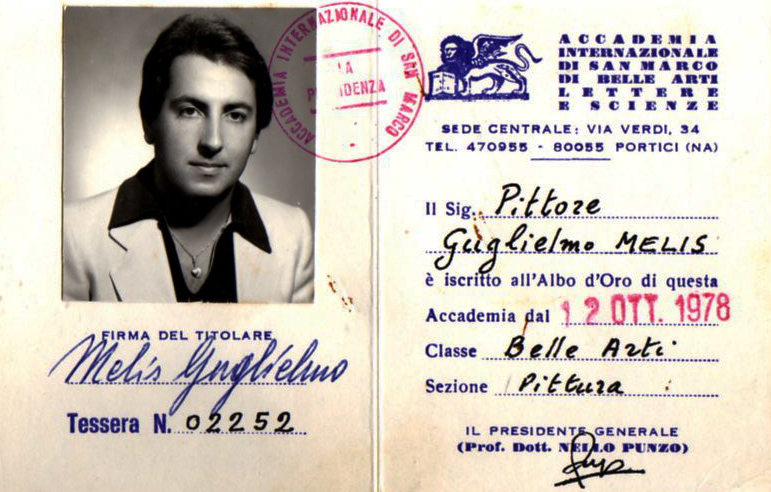 ACCADEMIA INTERNAZIONALE DI SAN MARCO
LA
PRESIDENZA
FIRMA DEL TITOLARE
Melis Guglielmo
Tessera N. 02252
ACCADEMIA
INTERNAZIONALE
DI SAN MARCO
DI BELLE ARTI
LETTERE
E SCIENZE
SEDE CENTRALE: VIA VERDI, 34
TEL. 470955 - 80055 PORTICI (NA)
Il Sig. Pittore
Guglielmo MELIS
è iscritto all'Albo d'Oro di questa
Accademia dal 12 OTT. 1978
Classe Belle Arti
Sezione Pittura
IL PRESIDENTE GENERALE
(Prof. Dott. NELLO PUNZO)